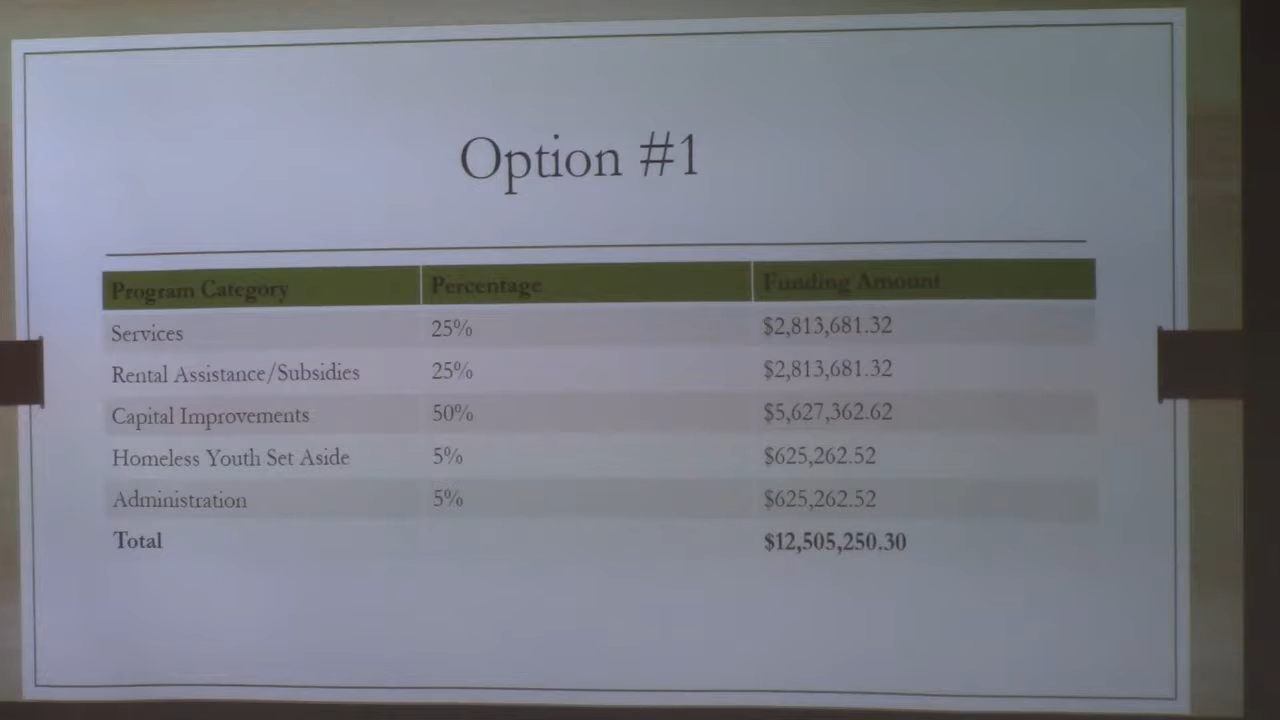 Option #1
Program Category Percentage Funding Amount
Services 25% $2,813,681.32
Rental Assistance/Subsidies 25% $2,813,681.32
Capital Improvements 50% $5,627,362.62
Homeless Youth Set Aside 5% $625,262.52
Administration 5% $625,262.52
Total $12,505,250.30